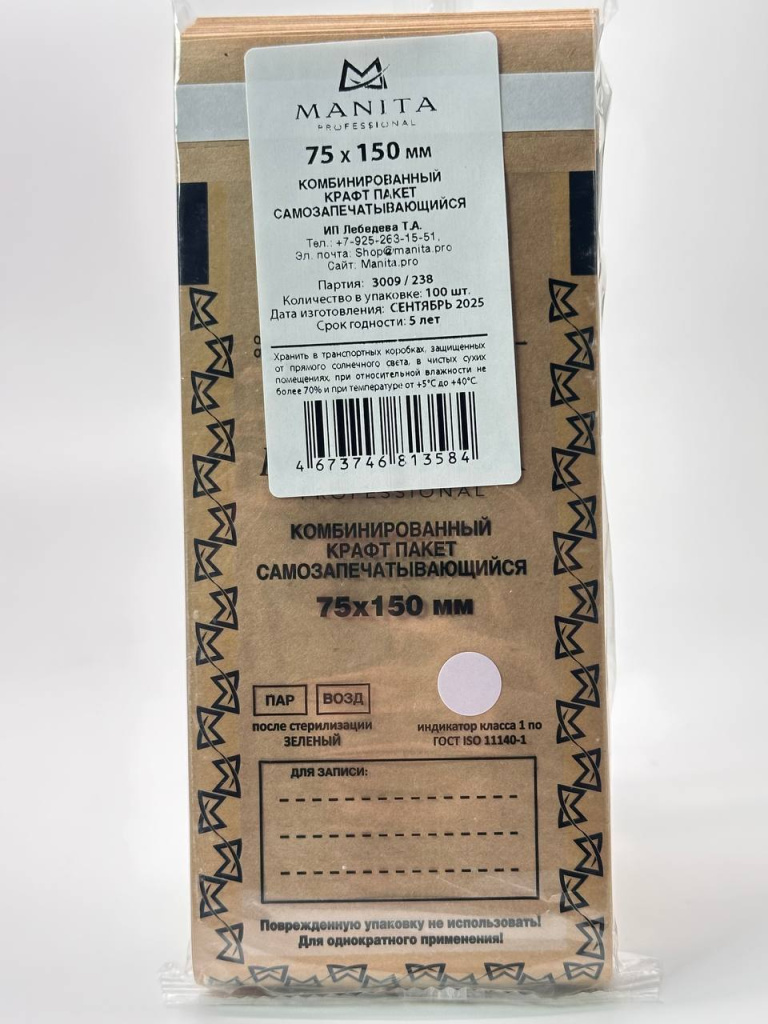 MANITA
PROFESSIONAL
75 x 150 мм
КОМБИНИРОВАННЫЙ
КРАФТ ПАКЕТ
САМОЗАПЕЧАТЫВАЮЩИЙСЯ
ИП Лебедева Т.А.
Тел.: +7-925-263-15-51,
Эл. почта: Shop@manita.pro
Сайт: Manita.pro
Партия: 3009 / 238
Количество в упаковке: 100 шт.
Дата изготовления: СЕНТЯБРЬ 2025
Срок годности: 5 лет
Хранить в транспортных коробках, защищенных
от прямого солнечного света, в чистых сухих
помещениях, при относительной влажности не
более 70% и при температуре от +5°С до +40°С.
4 673746 813584
PROFESSIONAL
КОМБИНИРОВАННЫЙ
КРАФТ ПАКЕТ
САМОЗАПЕЧАТЫВАЮЩИЙСЯ
75x150 мм
ПАР ВОЗД
после стерилизации
ЗЕЛЕНЫЙ
индикатор класса 1 по
ГОСТ ISO 11140-1
ДЛЯ ЗАПИСИ:
Поврежденную упаковку не использовать!
Для однократного применения!